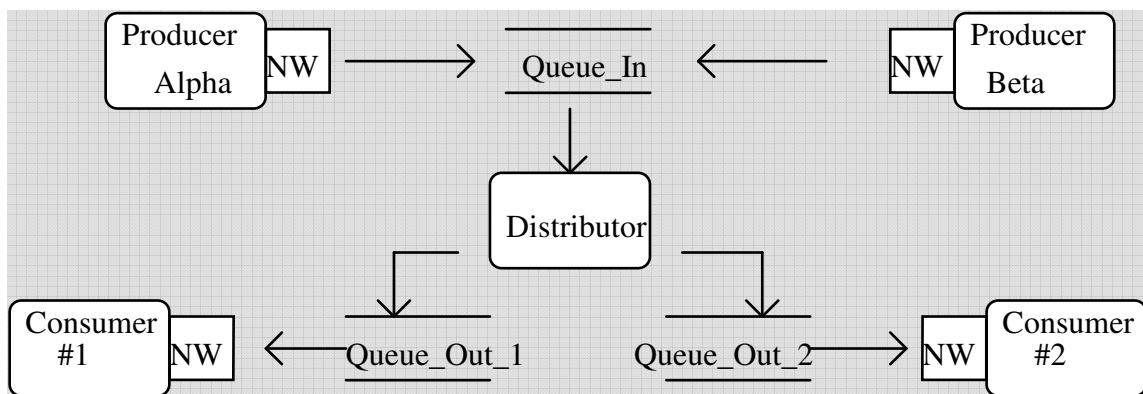 Producer
Alpha
NW
Queue_In
NW
Producer
Beta
Distributor
Consumer
#1
NW
Queue_Out_1
Queue_Out_2
NW
Consumer
#2